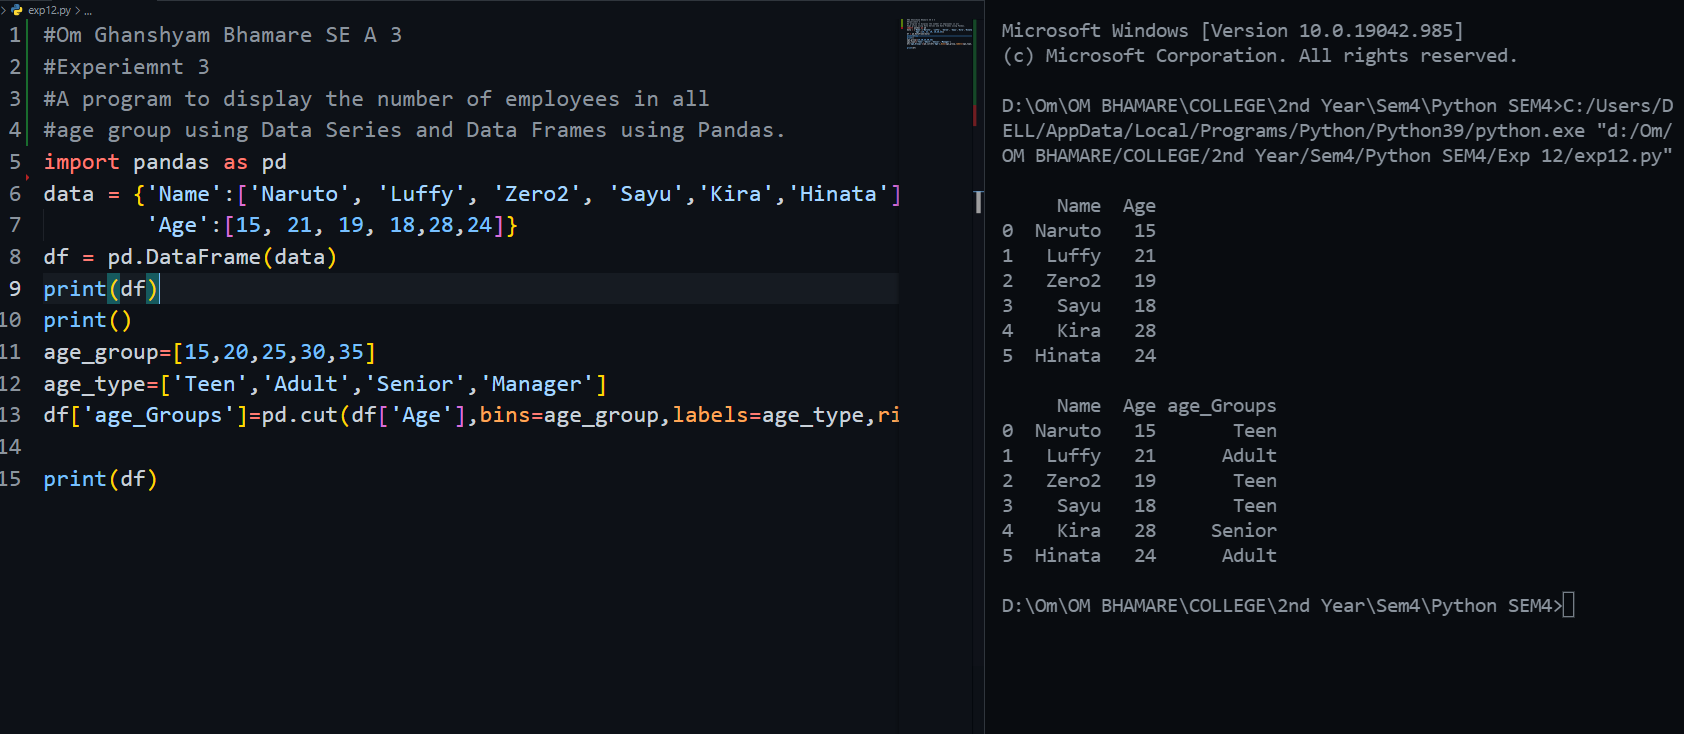 exp12.py > ...
1 #Om Ghanshyam Bhamare SE A 3
2 #Experiemnt 3
3 #A program to display the number of employees in all
4 #age group using Data Series and Data Frames using Pandas.
5 import pandas as pd
6 data = {'Name':['Naruto', 'Luffy', 'Zero2', 'Sayu','Kira','Hinata']
7         'Age':[15, 21, 19, 18,28,24]}
8 df = pd.DataFrame(data)
9 print(df)
10 print()
11 age_group=[15,20,25,30,35]
12 age_type=['Teen','Adult','Senior','Manager']
13 df['age_Groups']=pd.cut(df['Age'],bins=age_group,labels=age_type,ri
14
15 print(df)
Microsoft Windows [Version 10.0.19042.985]
(c) Microsoft Corporation. All rights reserved.
D:\Om\OM BHAMARE\COLLEGE\2nd Year\Sem4\Python SEM4>C:/Users/D
ELL/AppData/Local/Programs/Python/Python39/python.exe "d:/Om/
OM BHAMARE/COLLEGE/2nd Year/Sem4/Python SEM4/Exp 12/exp12.py"
     Name  Age
0  Naruto   15
1   Luffy   21
2   Zero2   19
3    Sayu   18
4    Kira   28
5  Hinata   24
     Name  Age age_Groups
0  Naruto   15       Teen
1   Luffy   21      Adult
2   Zero2   19       Teen
3    Sayu   18       Teen
4    Kira   28     Senior
5  Hinata   24      Adult
D:\Om\OM BHAMARE\COLLEGE\2nd Year\Sem4\Python SEM4>